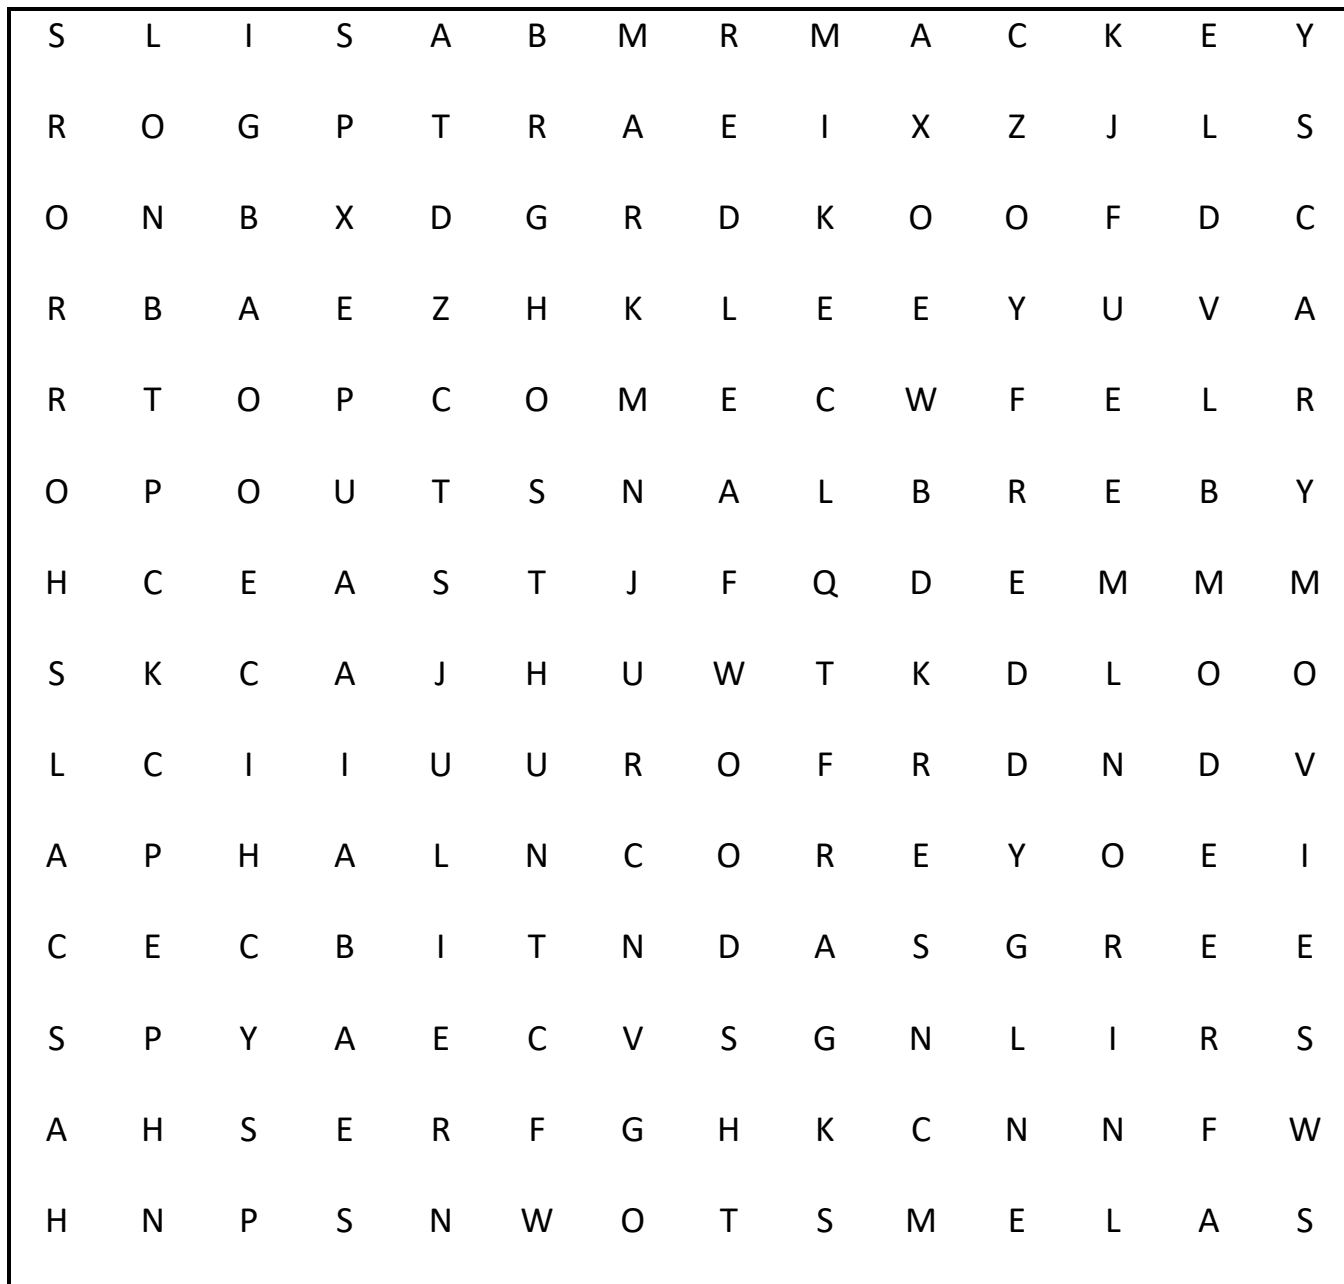 S L I S A B M R M A C K E Y
R O G P T R A E I X Z J L S
O N B X D G R D K O O F D C
R B A E Z H K L E E Y U V A
R T O P C O M E C W F E L R
O P O U T S N A L B R E B Y
H C E A S T J F Q D E M M M
S K C A J H U W T K D L O O
L C I I U U R O F R D N D V
A P H A L N C O R E Y O E I
C E C B I T N D A S G R E E
S P Y A E C V S G N L I R S
A H S E R F G H K C N N F W
H N P S N W O T S M E L A S